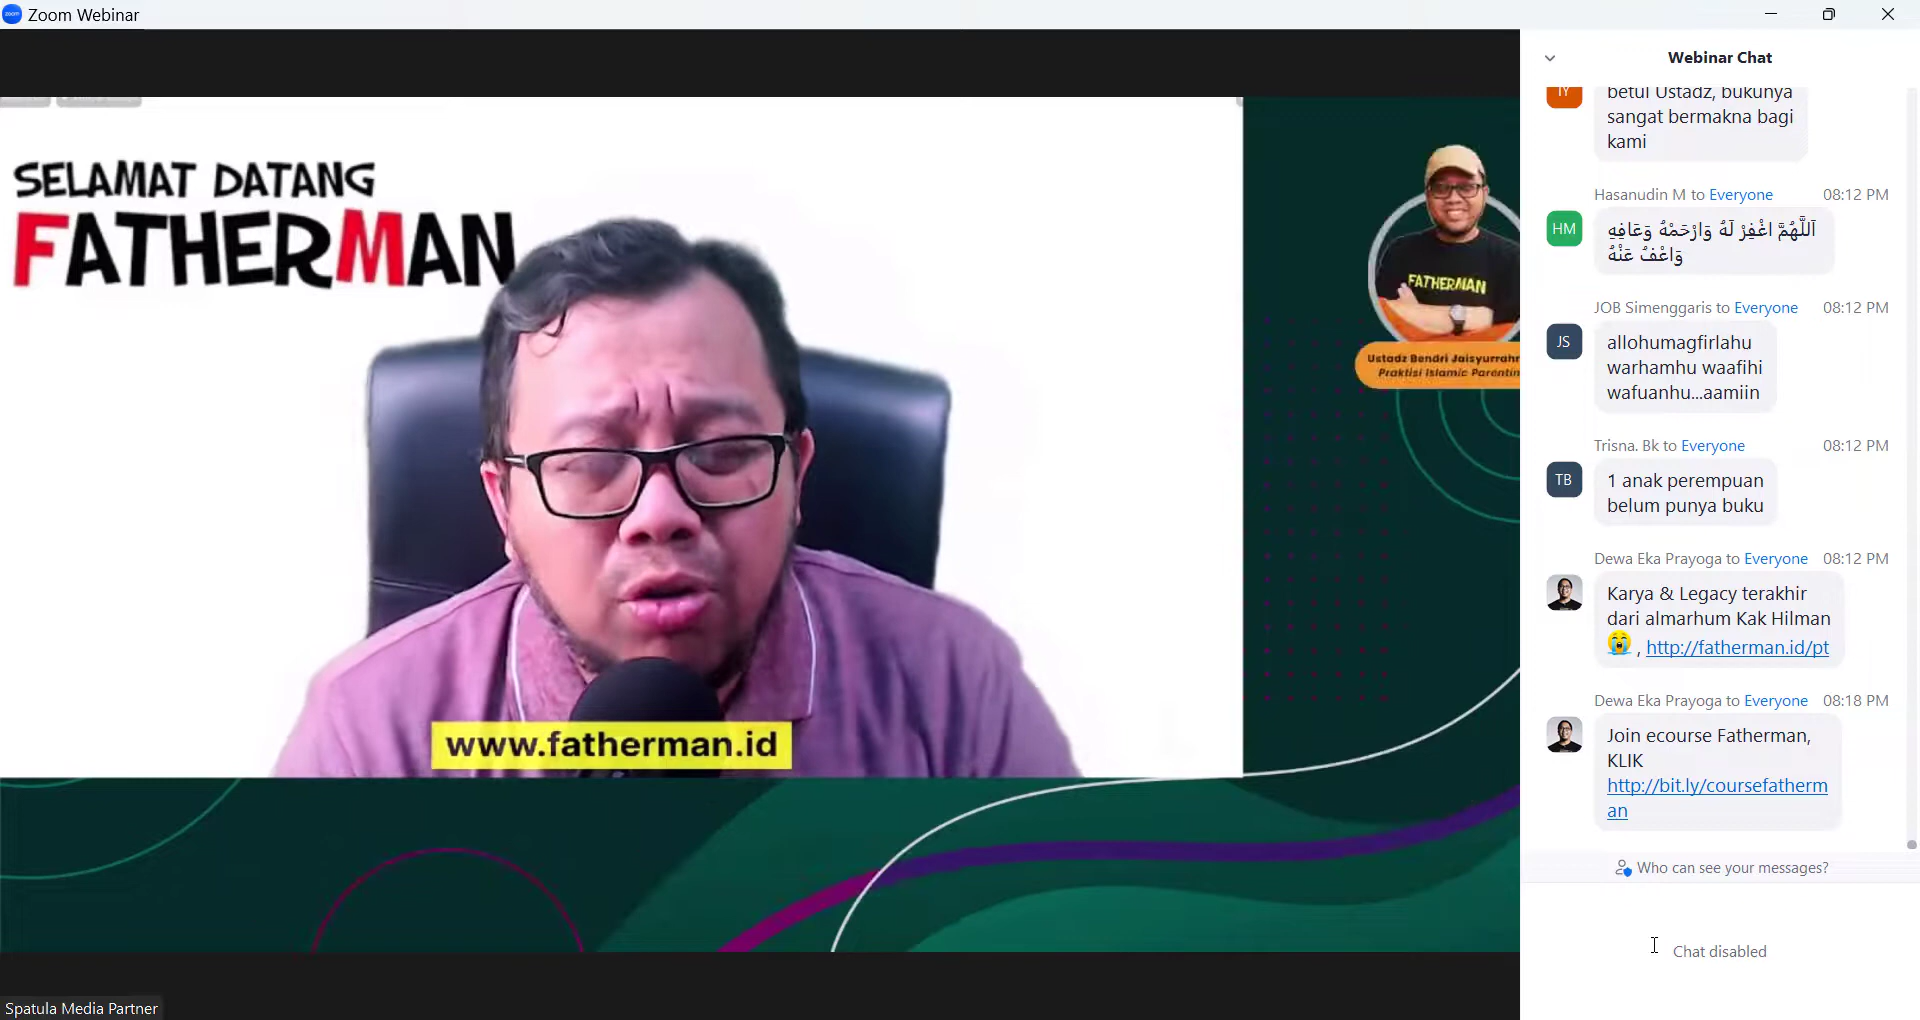 Zoom Webinar
SELAMAT DATANG
FATHERMAN
www.fatherman.id
FATHERMAN
Ustadz Bendri Jaisyurrahm
Praktisi Islamic Parentin
Spatula Media Partner
Webinar Chat
IY
betul Ustadz, bukunya
sangat bermakna bagi
kami
Hasanudin M to Everyone 08:12 PM
HM
اَللَّهُمَّ اغْفِرْ لَهُ وَارْحَمْهُ وَعَافِهِ
وَاعْفُ عَنْهُ
JOB Simenggaris to Everyone 08:12 PM
JS
allohumagfirlahu
warhamhu waafihi
wafuanhu...aamiin
Trisna. Bk to Everyone 08:12 PM
TB
1 anak perempuan
belum punya buku
Dewa Eka Prayoga to Everyone 08:12 PM
Karya & Legacy terakhir
dari almarhum Kak Hilman
😭 , http://fatherman.id/pt
Dewa Eka Prayoga to Everyone 08:18 PM
Join ecourse Fatherman,
KLIK
http://bit.ly/coursefatherm
an
Who can see your messages?
Chat disabled